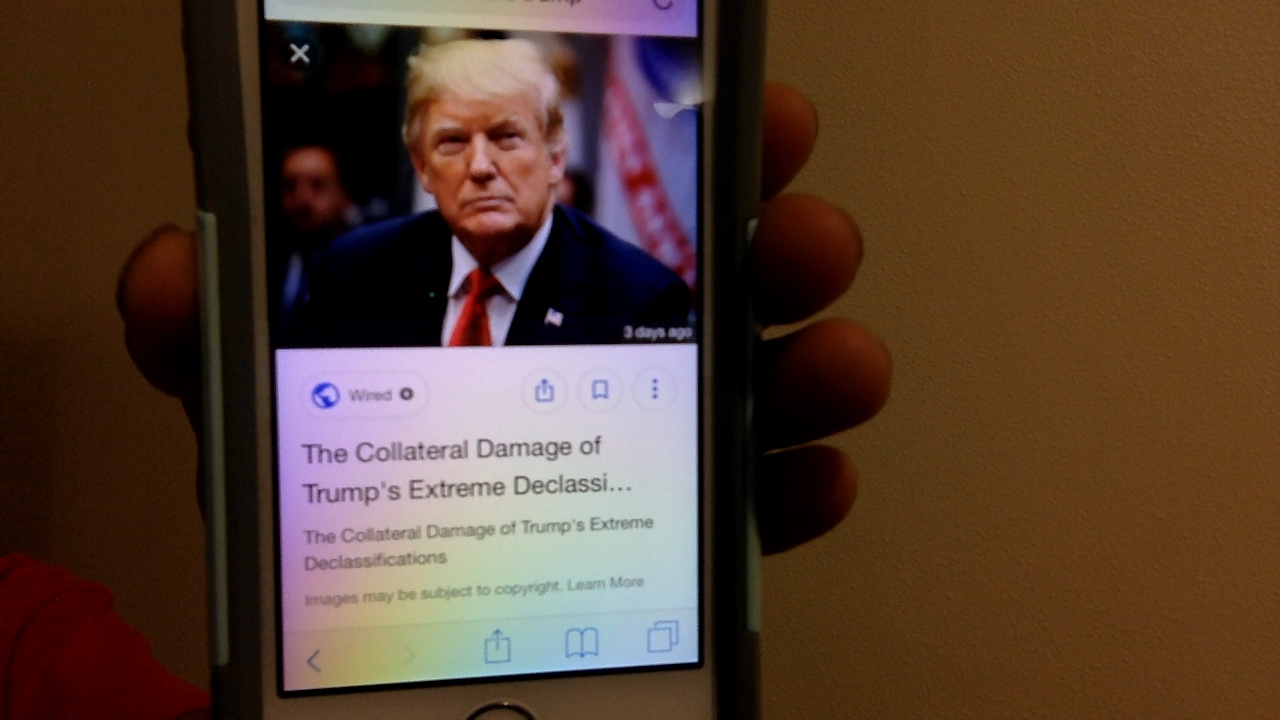 3 days ago
Wired
The Collateral Damage of
Trump's Extreme Declassi...
The Collateral Damage of Trump's Extreme
Declassifications
Images may be subject to copyright. Learn More